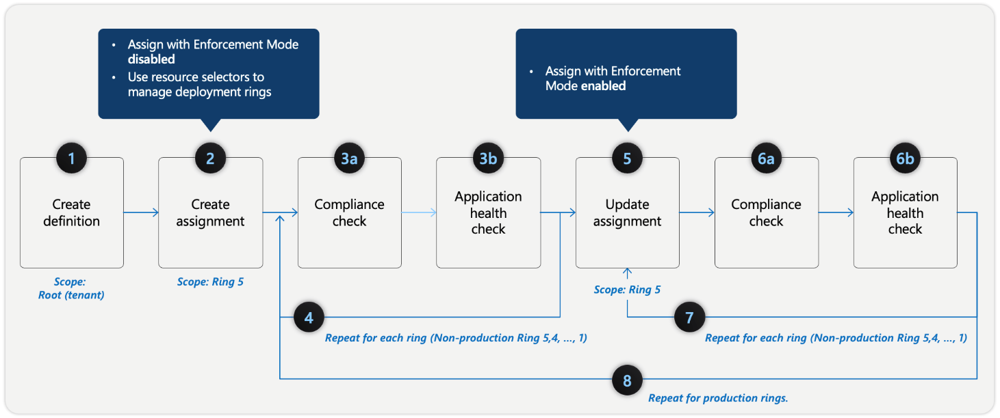 • Assign with Enforcement Mode
disabled
• Use resource selectors to
manage deployment rings
• Assign with Enforcement
Mode enabled
1
Create
definition
Scope:
Root (tenant)
2
Create
assignment
Scope: Ring 5
3a
Compliance
check
3b
Application
health
check
4
Repeat for each ring (Non-production Ring 5,4, ..., 1)
5
Update
assignment
Scope: Ring 5
6a
Compliance
check
6b
Application
health
check
7
Repeat for each ring (Non-production Ring 5,4, ..., 1)
8
Repeat for production rings.